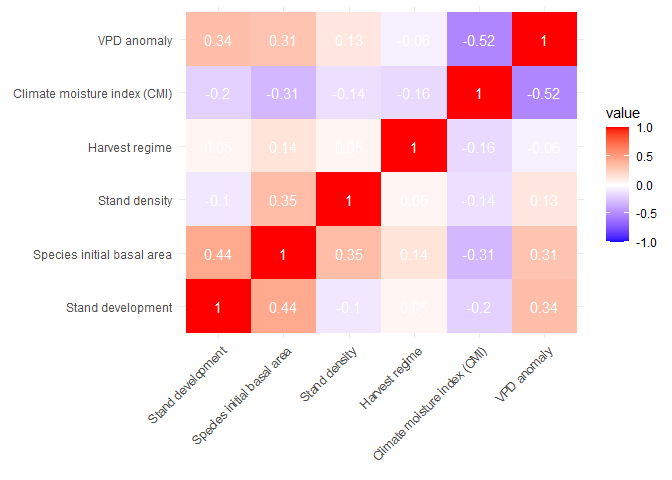 VPD anomaly 0.34 0.31 0.13 -0.06 -0.52 1
Climate moisture index (CMI) -0.2 -0.31 -0.14 -0.16 1 -0.52
Harvest regime 0.05 0.14 0.05 1 -0.16 -0.06
Stand density -0.1 0.35 1 0.05 -0.14 0.13
Species initial basal area 0.44 1 0.35 0.14 -0.31 0.31
Stand development 1 0.44 -0.1 0.05 -0.2 0.34
Stand development
Species initial basal area
Stand density
Harvest regime
Climate moisture index (CMI)
VPD anomaly
value
1.0
0.5
0.0
-0.5
-1.0